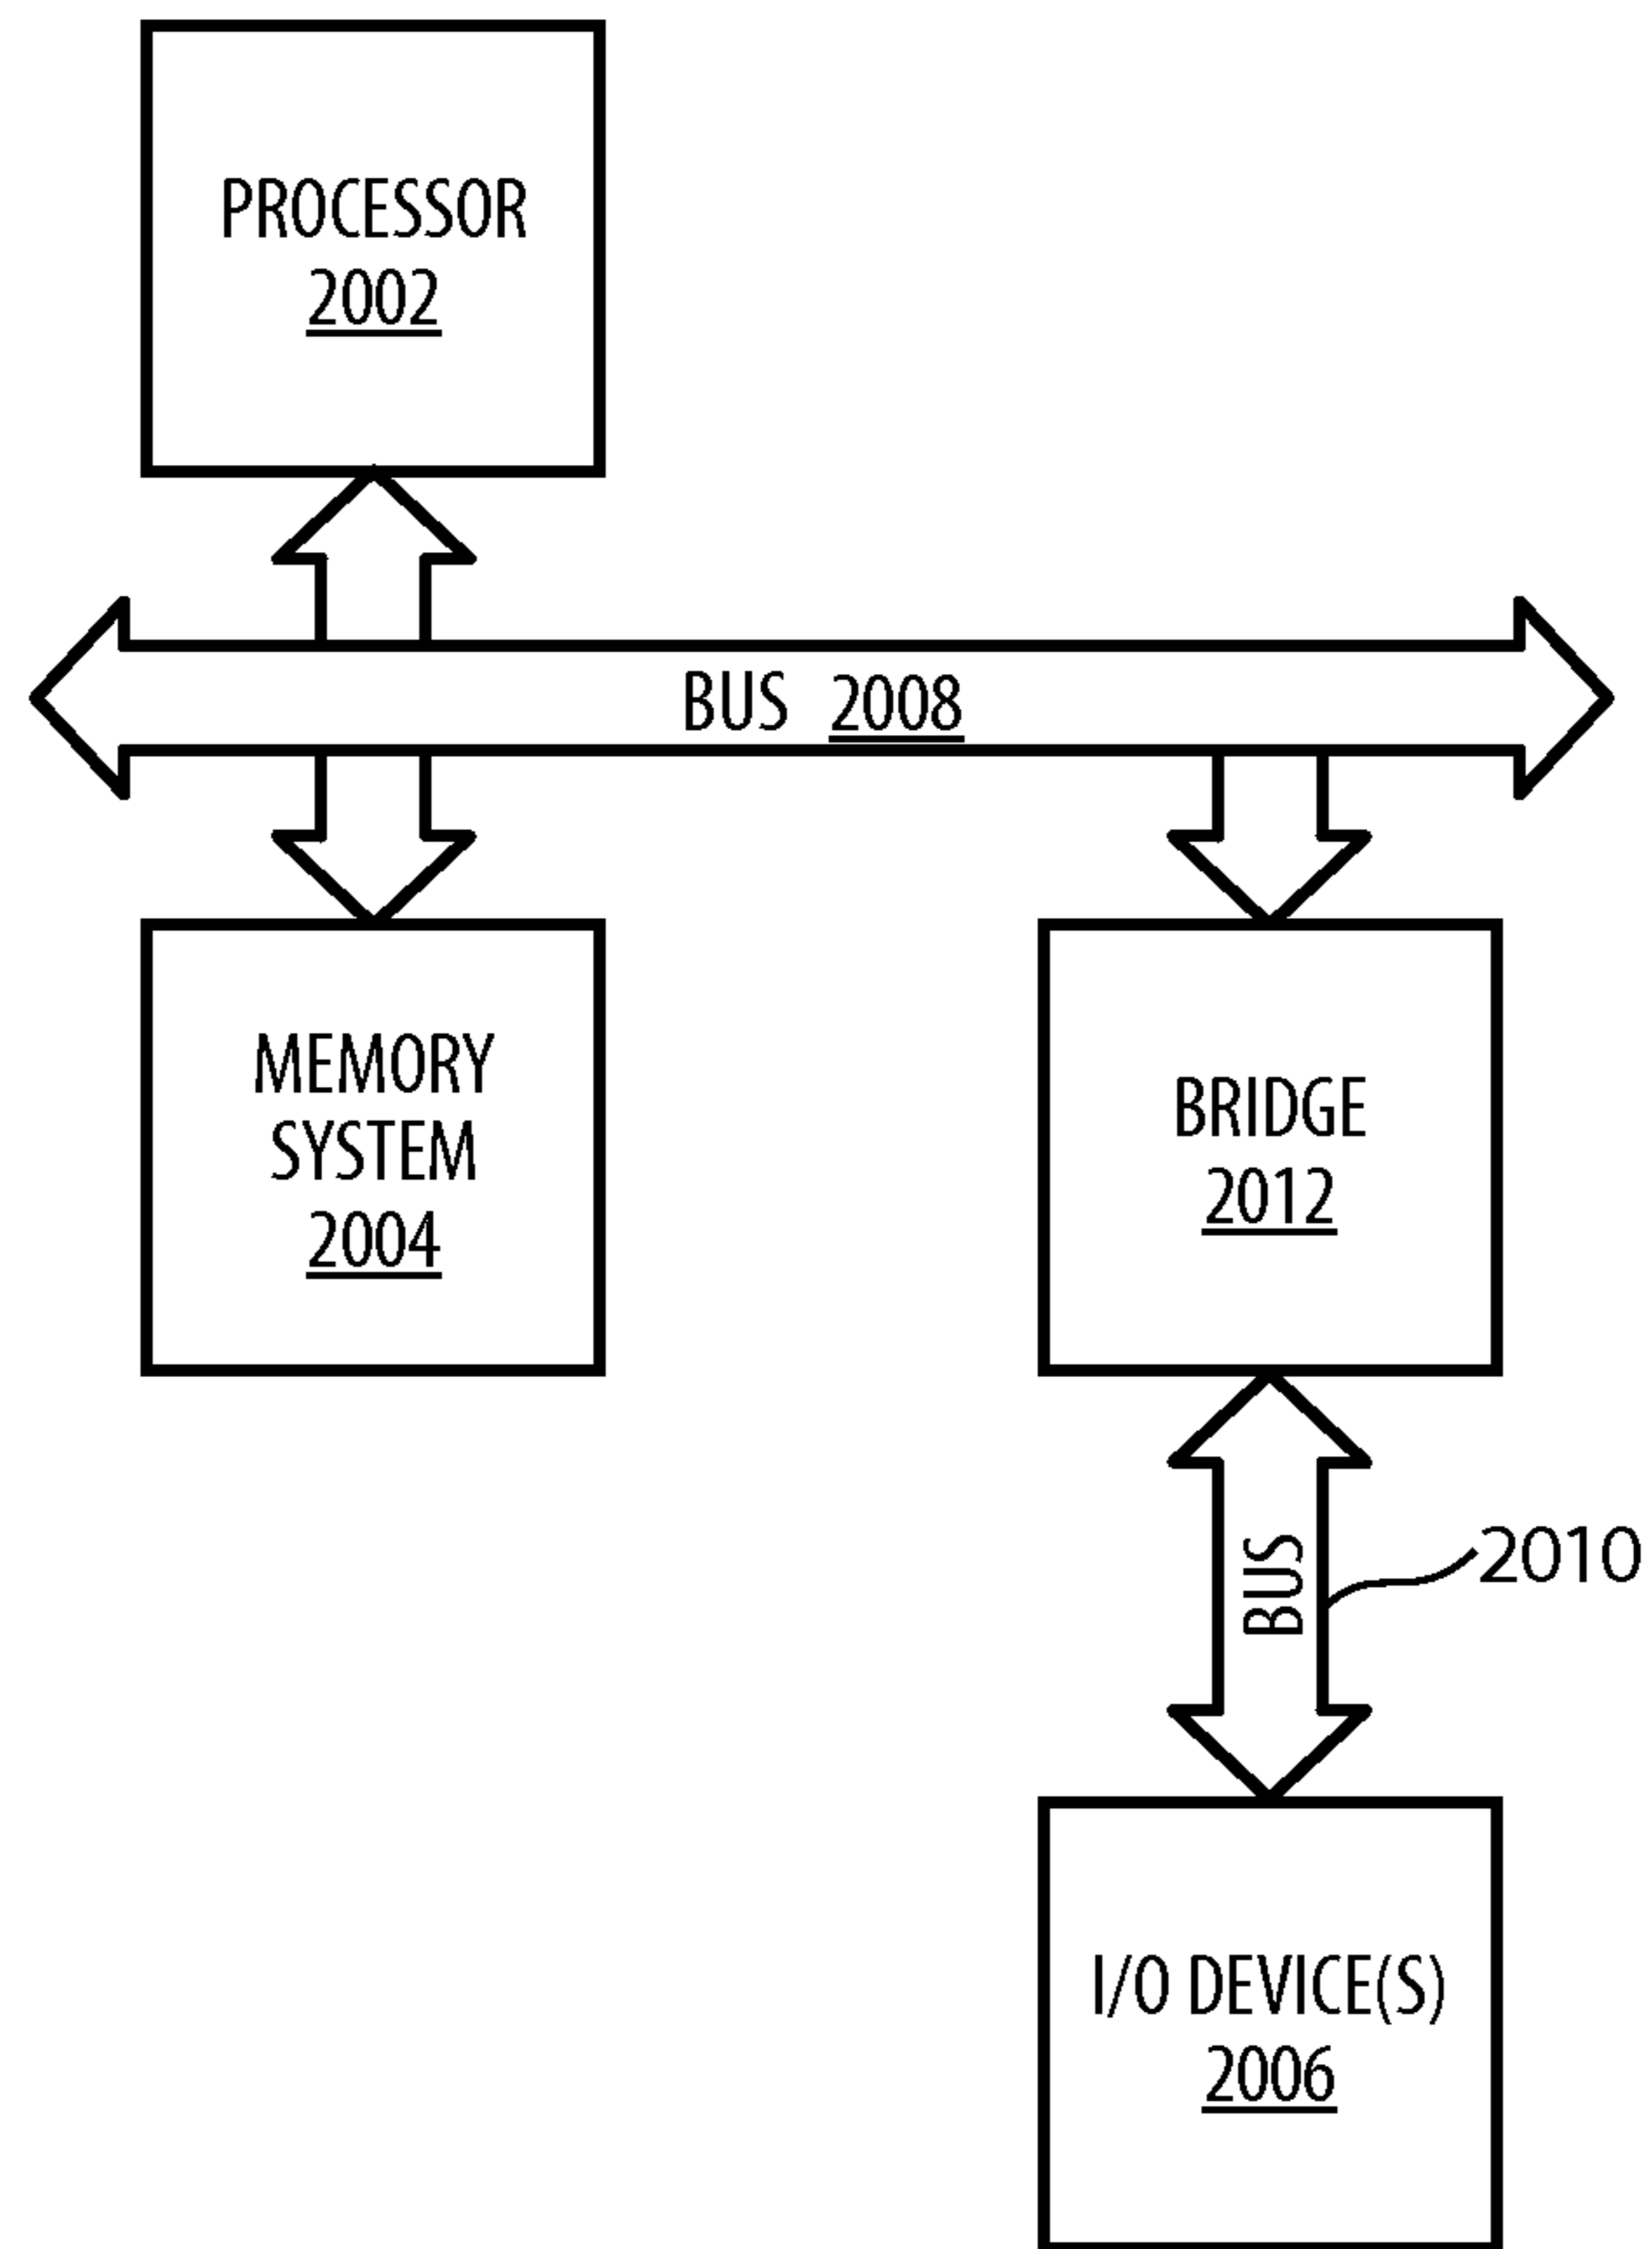 PROCESSOR
2002
BUS 2008
MEMORY
SYSTEM
2004
BRIDGE
2012
BUS
2010
I/O DEVICE(S)
2006